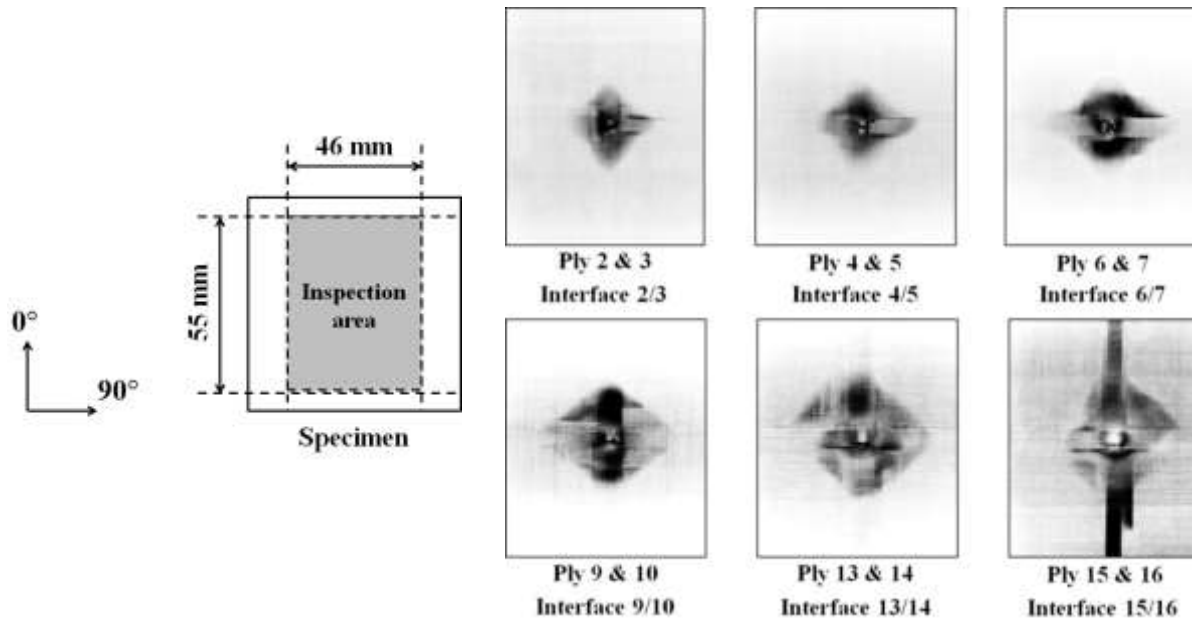 46 mm
55 mm
Inspection
area
0°
90°
Specimen
Ply 2 & 3
Interface 2/3
Ply 4 & 5
Interface 4/5
Ply 6 & 7
Interface 6/7
Ply 9 & 10
Interface 9/10
Ply 13 & 14
Interface 13/14
Ply 15 & 16
Interface 15/16